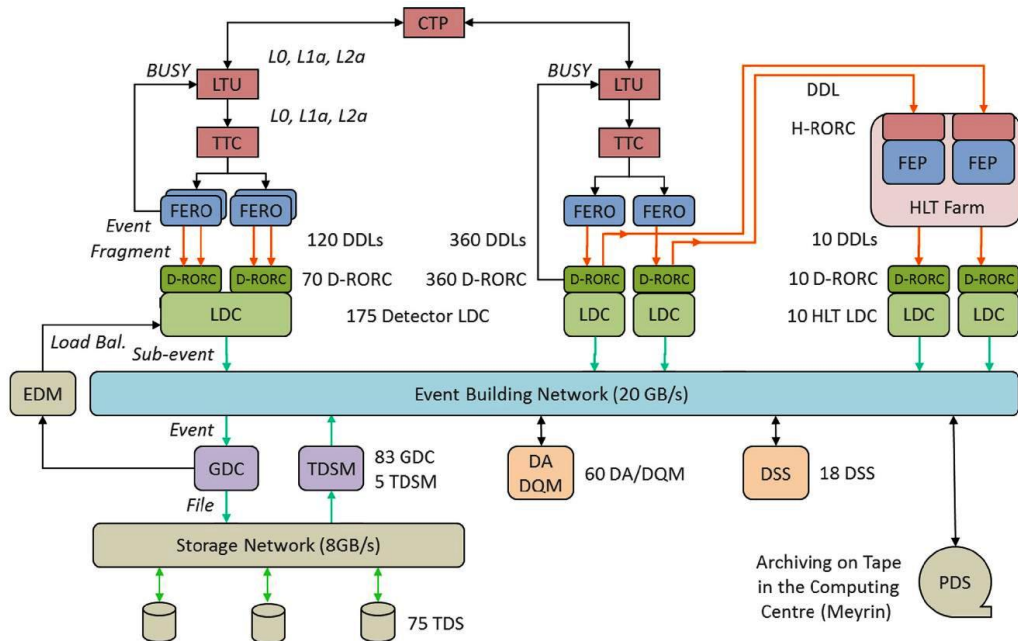 CTP
L0, L1a, L2a
BUSY
LTU
BUSY
LTU
DDL
L0, L1a, L2a
H-RORC
TTC
TTC
FEP
FEP
FERO
FERO
FERO
FERO
HLT Farm
Event
Fragment
120 DDLs
360 DDLs
10 DDLs
D-RORC
D-RORC
70 D-RORC
360 D-RORC
D-RORC
D-RORC
10 D-RORC
D-RORC
D-RORC
LDC
175 Detector LDC
LDC
LDC
10 HLT LDC
LDC
LDC
Load Bal.
Sub-event
EDM
Event Building Network (20 GB/s)
Event
GDC
TDSM
83 GDC
5 TDSM
DA
DQM
60 DA/DQM
DSS
18 DSS
File
Storage Network (8GB/s)
Archiving on Tape
in the Computing
Centre (Meyrin)
PDS
75 TDS